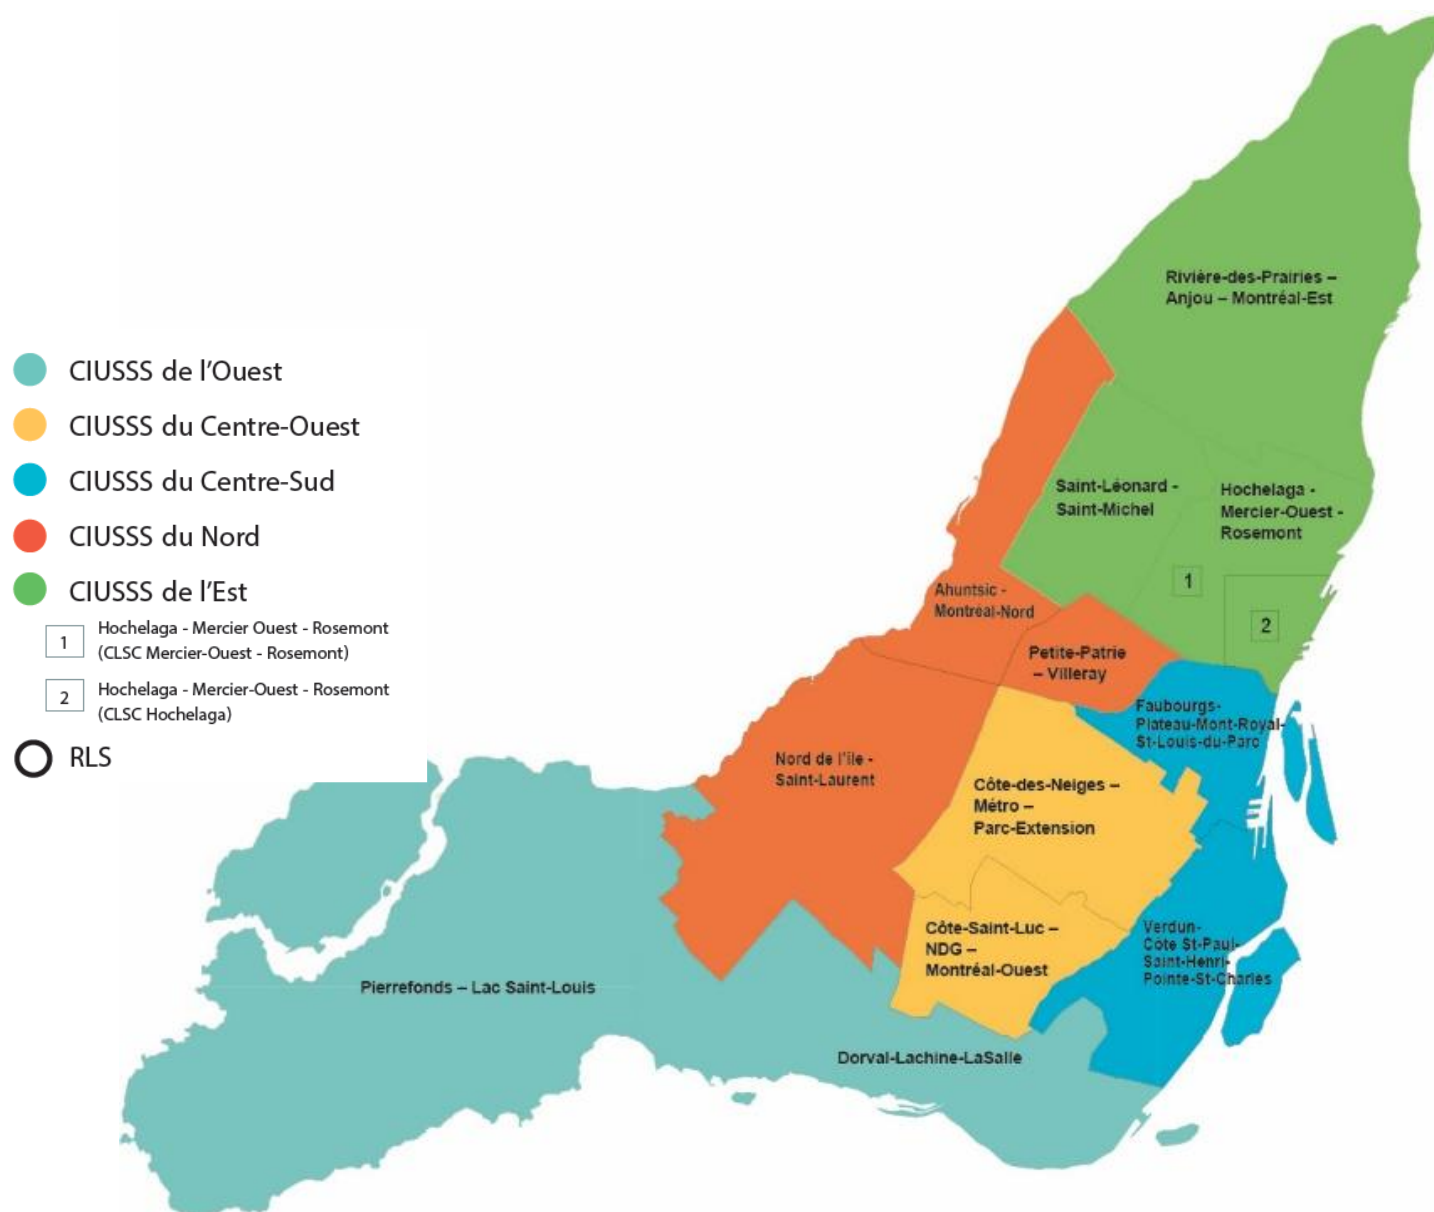 CIUSSS de l'Ouest
CIUSSS du Centre-Ouest
CIUSSS du Centre-Sud
CIUSSS du Nord
CIUSSS de l'Est
1
Hochelaga - Mercier Ouest - Rosemont
(CLSC Mercier-Ouest - Rosemont)
2
Hochelaga - Mercier-Ouest - Rosemont
(CLSC Hochelaga)
RLS
Rivière-des-Prairies –
Anjou – Montréal-Est
Saint-Léonard -
Saint-Michel
Hochelaga -
Mercier-Ouest -
Rosemont
1
2
Ahuntsic -
Montréal-Nord
Petite-Patrie
– Villeray
Faubourgs-
Plateau-Mont-Royal-
St-Louis-du-Parc
Nord de l'île -
Saint-Laurent
Côte-des-Neiges –
Métro –
Parc-Extension
Côte-Saint-Luc –
NDG –
Montréal-Ouest
Verdun-
Côte St-Paul-
Saint-Henri-
Pointe-St-Charles
Pierrefonds – Lac Saint-Louis
Dorval-Lachine-LaSalle